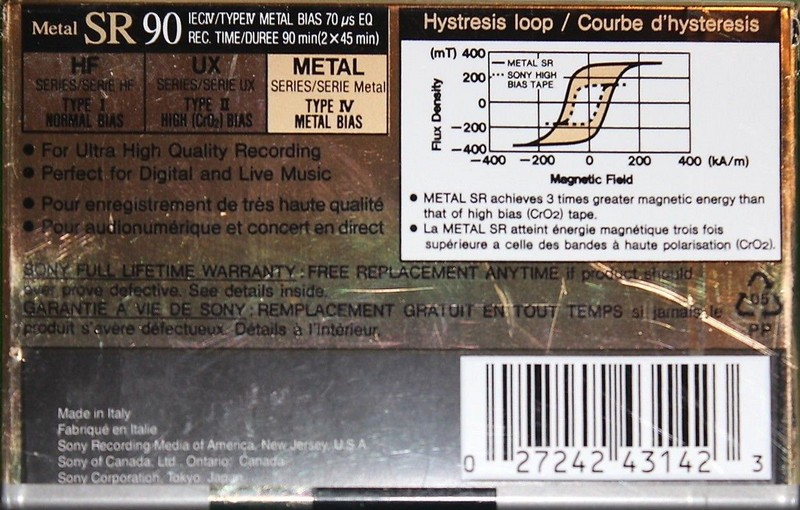 Metal SR 90 IEC IV/TYPE IV METAL BIAS 70 µs EQ
REC. TIME/DUREE 90 min (2×45 min)
HF
SERIES/SERIE HF
TYPE I
NORMAL BIAS
UX
SERIES/SERIE UX
TYPE II
HIGH (CrO₂) BIAS
METAL
SERIES/SERIE Metal
TYPE IV
METAL BIAS
● For Ultra High Quality Recording
● Perfect for Digital and Live Music
● Pour enregistrement de très haute qualité
● Pour audionumérique et concert en direct
Hystresis loop / Courbe d'hysteresis
(mT) 400
200
0
−200
−400
Flux Density
METAL SR
SONY HIGH
BIAS TAPE
−400 −200 0 200 400 (kA/m)
Magnetic Field
● METAL SR achieves 3 times greater magnetic energy than
that of high bias (CrO₂) tape.
● La METAL SR atteint énergie magnétique trois fois
supérieure a celle des bandes à haute polarisation (CrO₂).
SONY FULL LIFETIME WARRANTY : FREE REPLACEMENT ANYTIME if product should
ever prove defective. See details inside.
GARANTIE A VIE DE SONY : REMPLACEMENT GRATUIT EN TOUT TEMPS si jamais le
produit s'avère défectueux. Détails à l'intérieur.
05
PP
Made in Italy
Fabriqué en Italie
Sony Recording Media of America, New Jersey, U.S.A.
Sony of Canada, Ltd., Ontario, Canada
Sony Corporation, Tokyo, Japan
0 27242 43142 3